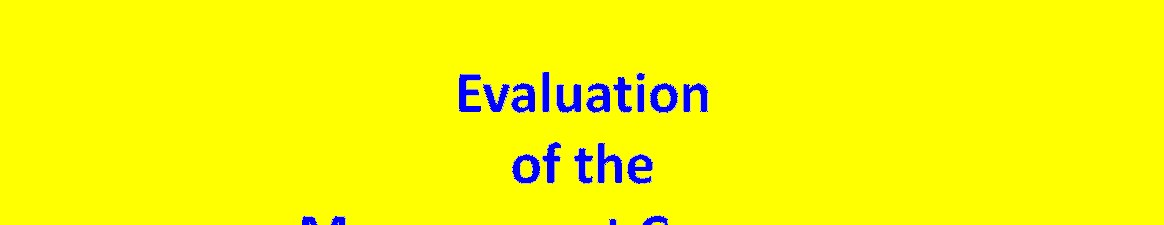 Evaluation
of the